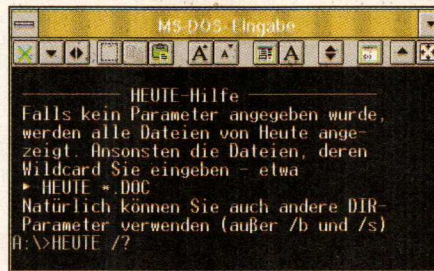 MS-DOS-Eingabe
A A A
HEUTE-Hilfe
Falls kein Parameter angegeben wurde,
werden alle Dateien von Heute ange-
zeigt. Ansonsten die Dateien, deren
Wildcard Sie eingeben - etwa
► HEUTE *.DOC
Natürlich können Sie auch andere DIR-
Parameter verwenden (außer /b und /s)
A:\>HEUTE /?